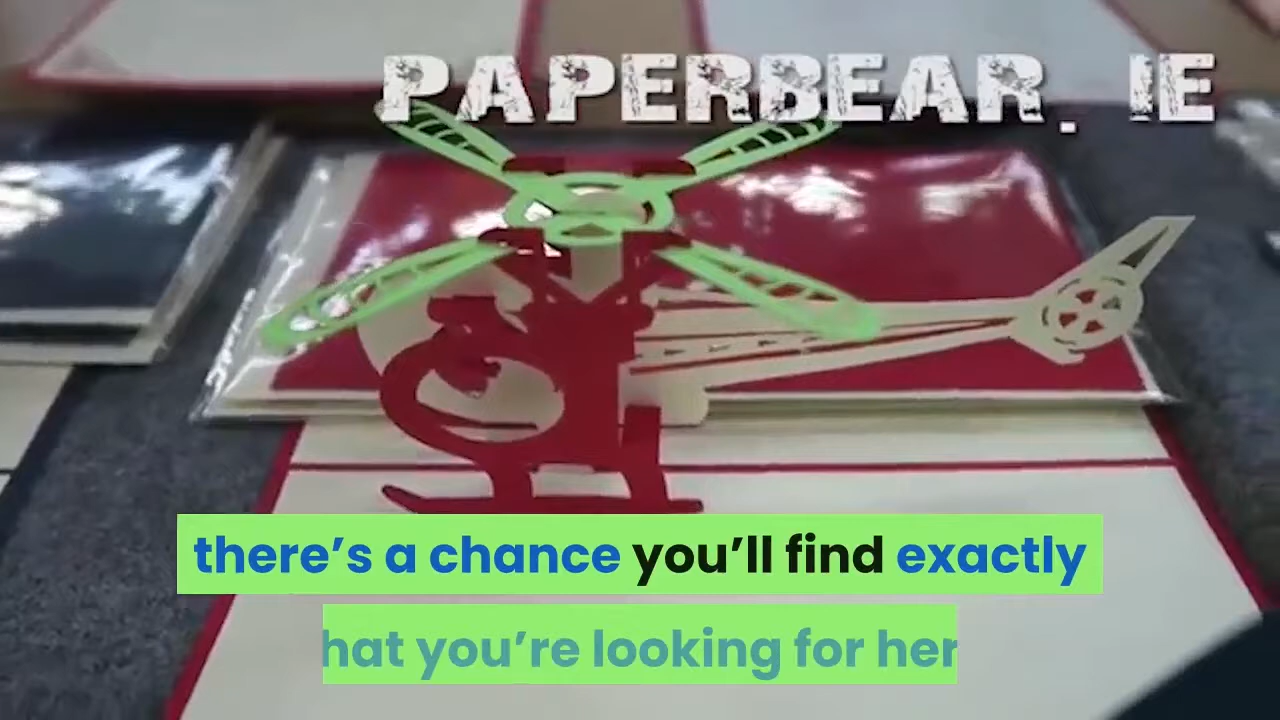 PAPERBEAR. IE
there's a chance you'll find exactly
hat you're looking for her